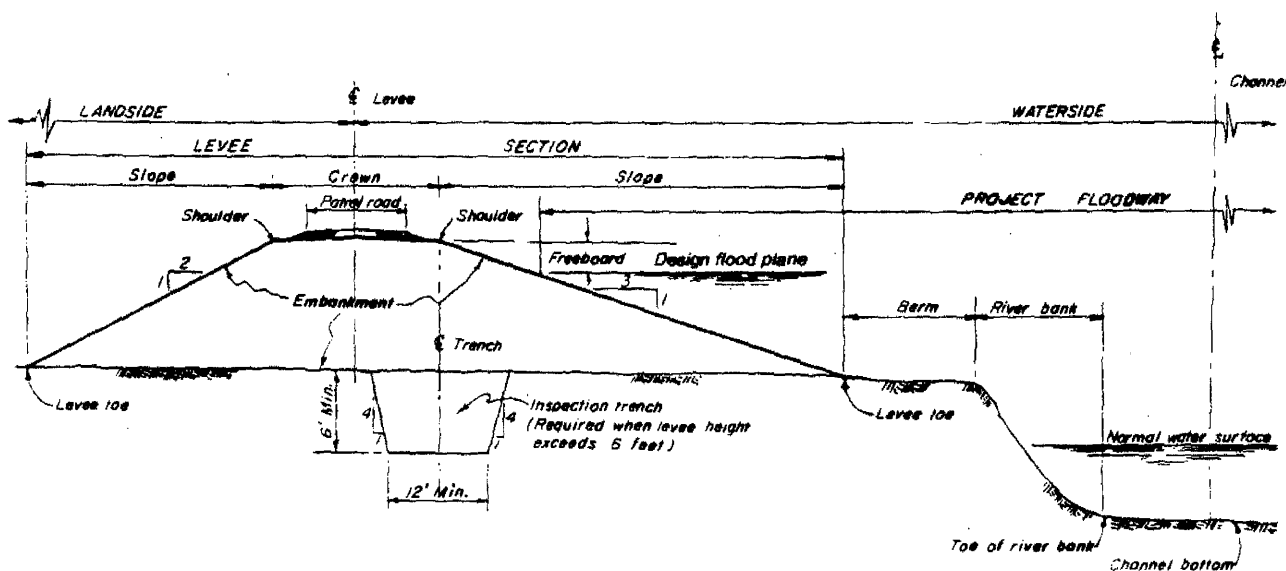 ℄
Channel
℄ Levee
LANDSIDE
WATERSIDE
LEVEE SECTION
Slope
Crown
Slope
Patrol road
PROJECT FLOODWAY
Shoulder
Shoulder
Freeboard
Design flood plane
2
1
3
1
Embankment
Berm
River bank
℄ Trench
Levee toe
6' Min.
4
1
4
1
Inspection trench
(Required when levee height
exceeds 6 feet)
Levee toe
Normal water surface
12' Min.
Toe of river bank
Channel bottom